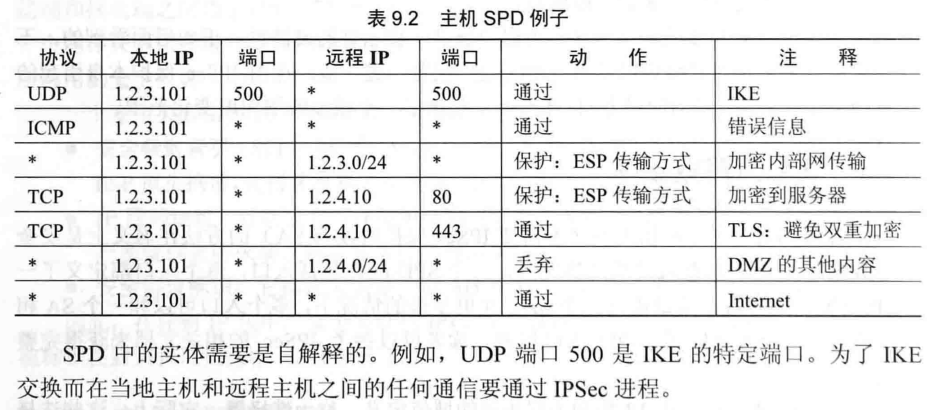 表 9.2 主机 SPD 例子
协议 本地 IP 端口 远程 IP 端口 动 作 注 释
UDP 1.2.3.101 500 * 500 通过 IKE
ICMP 1.2.3.101 * * * 通过 错误信息
* 1.2.3.101 * 1.2.3.0/24 * 保护：ESP 传输方式 加密内部网传输
TCP 1.2.3.101 * 1.2.4.10 80 保护：ESP 传输方式 加密到服务器
TCP 1.2.3.101 * 1.2.4.10 443 通过 TLS：避免双重加密
* 1.2.3.101 * 1.2.4.0/24 * 丢弃 DMZ 的其他内容
* 1.2.3.101 * * * 通过 Internet
SPD 中的实体需要是自解释的。例如，UDP 端口 500 是 IKE 的特定端口。为了 IKE
交换而在当地主机和远程主机之间的任何通信要通过 IPSec 进程。